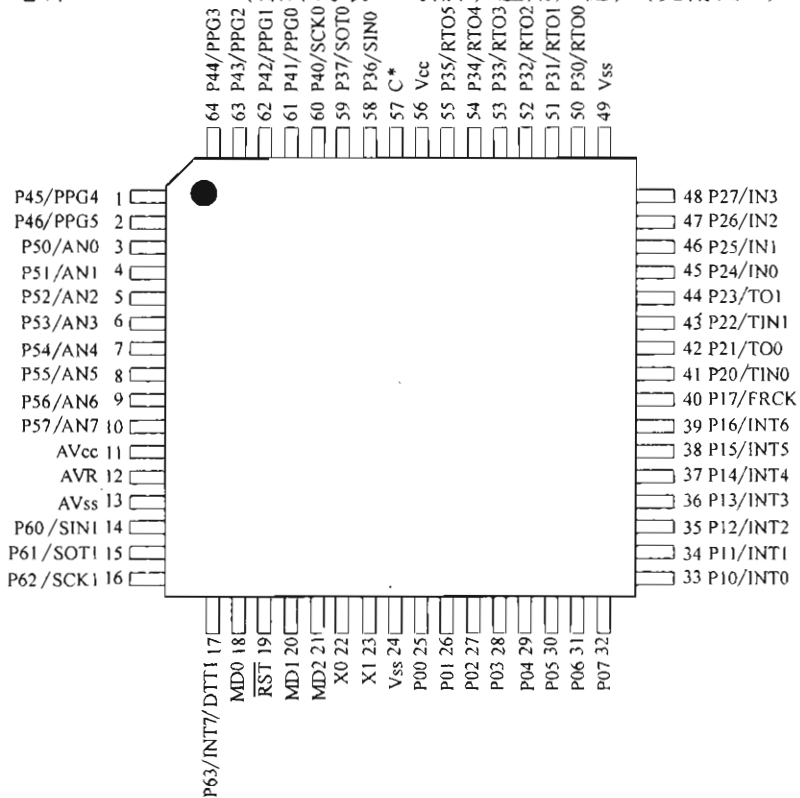 64 P44/PPG3
63 P43/PPG2
62 P42/PPG1
61 P41/PPG0
60 P40/SCK0
59 P37/SOT0
58 P36/SIN0
57 C*
56 Vcc
55 P35/RTO5
54 P34/RTO4
53 P33/RTO3
52 P32/RTO2
51 P31/RTO1
50 P30/RTO0
49 Vss
P45/PPG4 1
P46/PPG5 2
P50/AN0 3
P51/AN1 4
P52/AN2 5
P53/AN3 6
P54/AN4 7
P55/AN5 8
P56/AN6 9
P57/AN7 10
AVcc 11
AVR 12
AVss 13
P60/SIN1 14
P61/SOT1 15
P62/SCK1 16
48 P27/IN3
47 P26/IN2
46 P25/IN1
45 P24/IN0
44 P23/TO1
43 P22/TIN1
42 P21/TO0
41 P20/TIN0
40 P17/FRCK
39 P16/INT6
38 P15/INT5
37 P14/INT4
36 P13/INT3
35 P12/INT2
34 P11/INT1
33 P10/INT0
P63/INT7/DTTI 17
MD0 18
RST 19
MD1 20
MD2 21
X0 22
X1 23
Vss 24
P00 25
P01 26
P02 27
P03 28
P04 29
P05 30
P06 31
P07 32